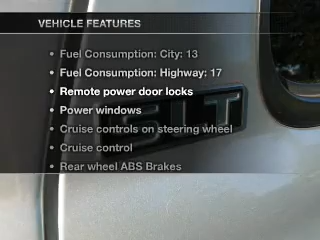 VEHICLE FEATURES
• Fuel Consumption: City: 13
• Fuel Consumption: Highway: 17
• Remote power door locks
• Power windows
• Cruise controls on steering wheel
• Cruise control
• Rear wheel ABS Brakes
SLT